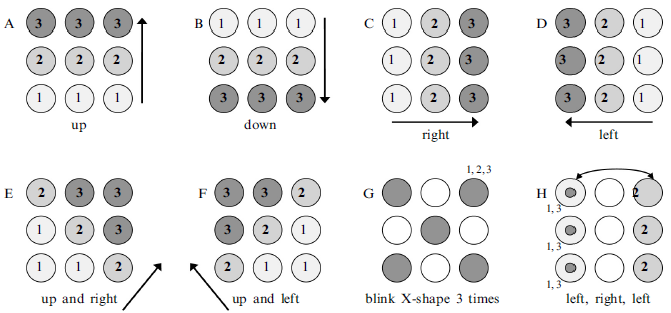 A 3 3 3
2 2 2
1 1 1
up
B 1 1 1
2 2 2
3 3 3
down
C 1 2 3
1 2 3
1 2 3
right
D 3 2 1
3 2 1
3 2 1
left
E 2 3 3
1 2 3
1 1 2
up and right
F 3 3 2
3 2 1
2 1 1
up and left
G
1, 2, 3
blink X-shape 3 times
H 2
1, 3
2
1, 3
2
1, 3
left, right, left